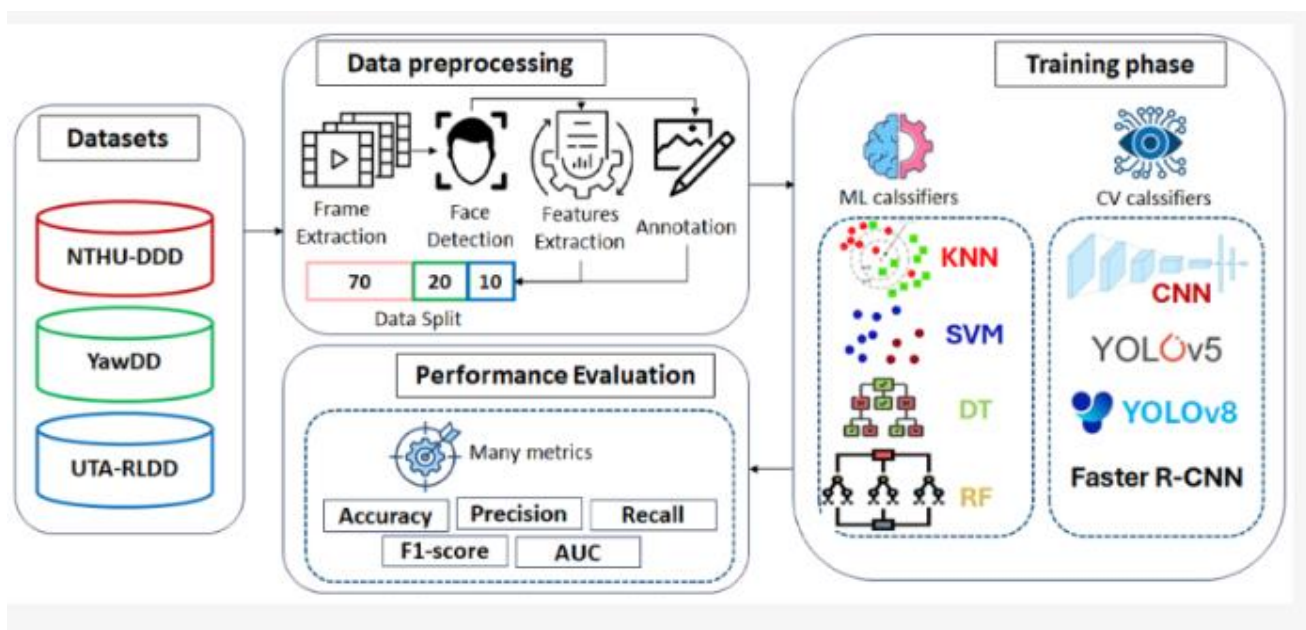 Datasets
NTHU-DDD
YawDD
UTA-RLDD
Data preprocessing
Frame
Extraction
Face
Detection
Features
Extraction
Annotation
70
20
10
Data Split
Training phase
ML calssifiers
KNN
SVM
DT
RF
CV calssifiers
CNN
YOLOv5
YOLOv8
Faster R-CNN
Performance Evaluation
Many metrics
Accuracy
Precision
Recall
F1-score
AUC